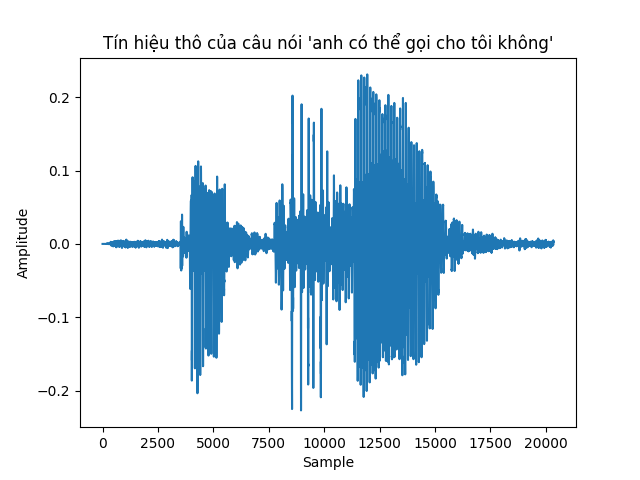 Tín hiệu thô của câu nói 'anh có thể gọi cho tôi không'
0.2
0.1
0.0
−0.1
−0.2
Amplitude
0 2500 5000 7500 10000 12500 15000 17500 20000
Sample